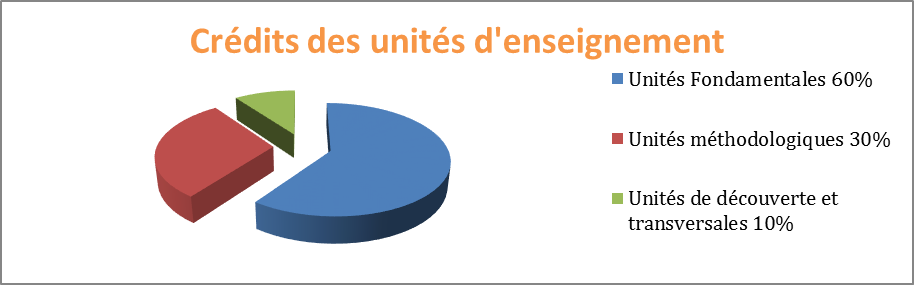 Crédits des unités d'enseignement
Unités Fondamentales 60%
Unités méthodologiques 30%
Unités de découverte et
transversales 10%